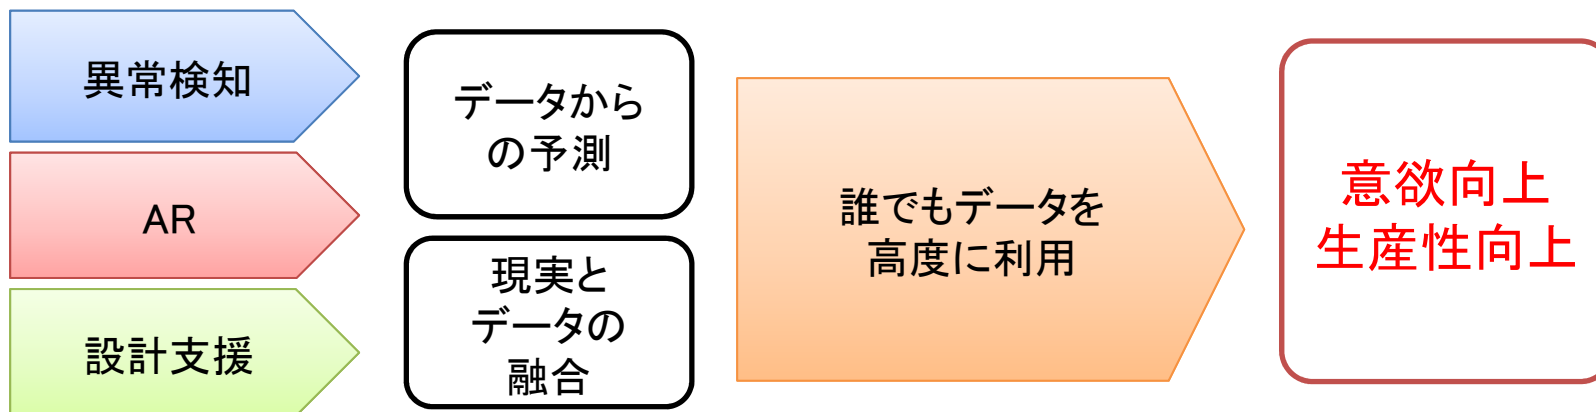 異常検知
AR
設計支援
データから
の予測
現実と
データの
融合
誰でもデータを
高度に利用
意欲向上
生産性向上